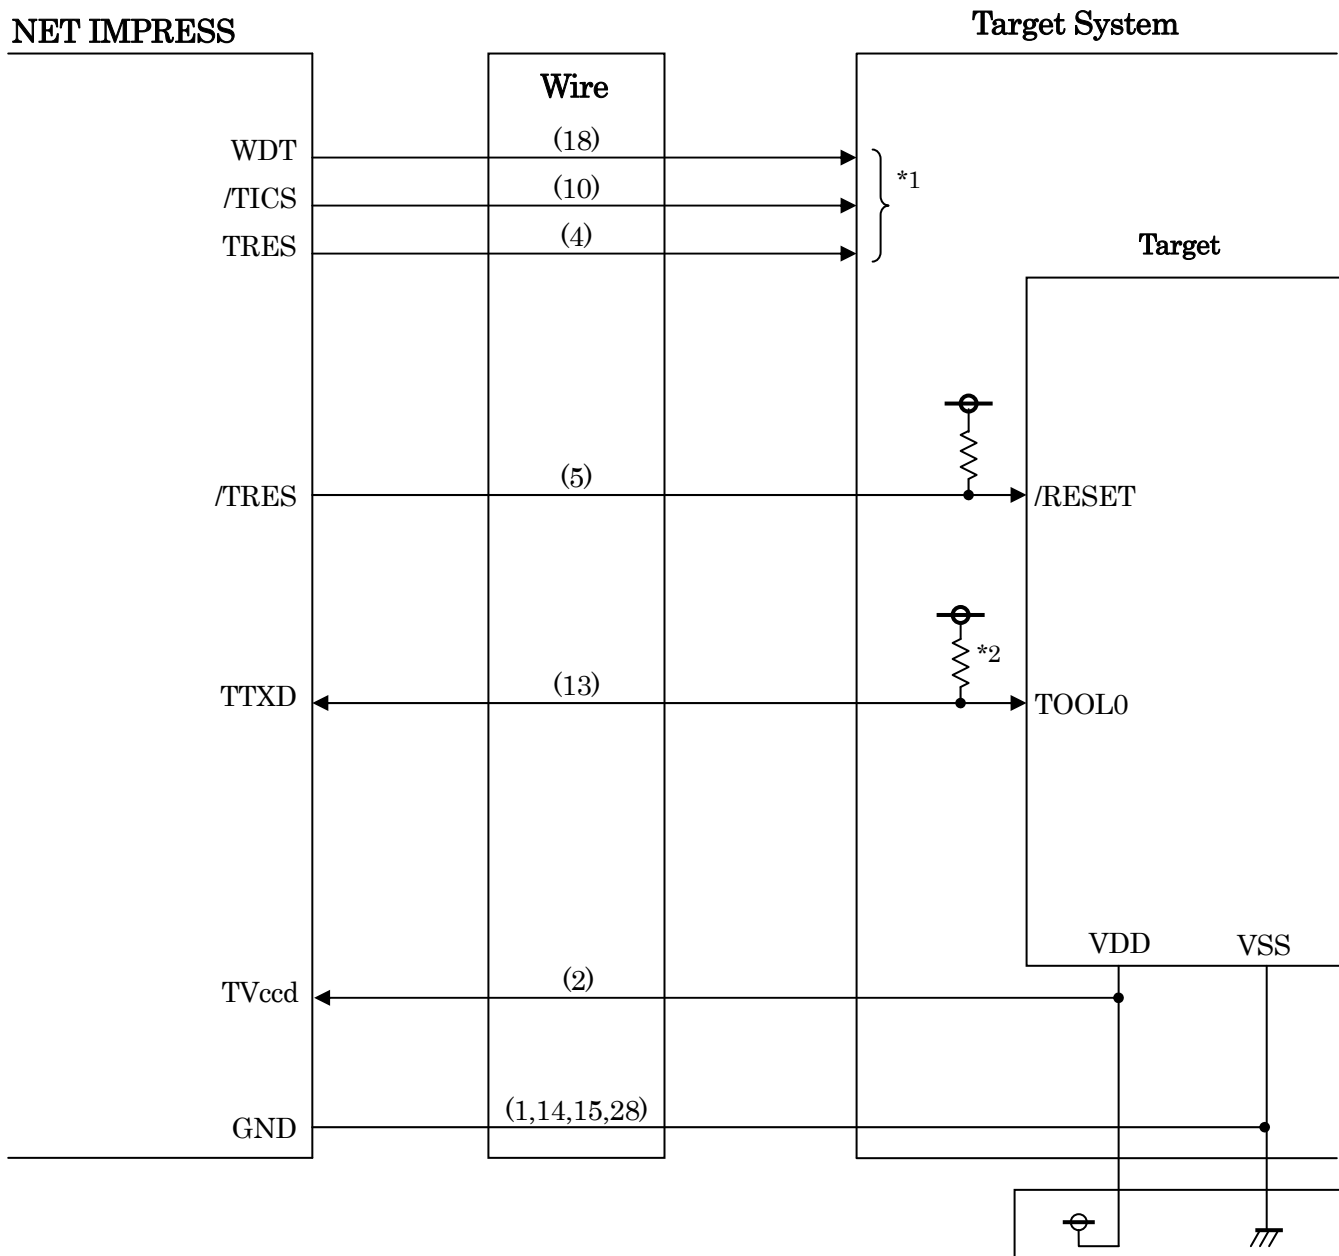 NET IMPRESS
Target System
Wire
WDT
(18)
/TICS
(10)
*1
TRES
(4)
Target
/TRES
(5)
/RESET
*2
TTXD
(13)
TOOL0
VDD
VSS
TVccd
(2)
GND
(1,14,15,28)